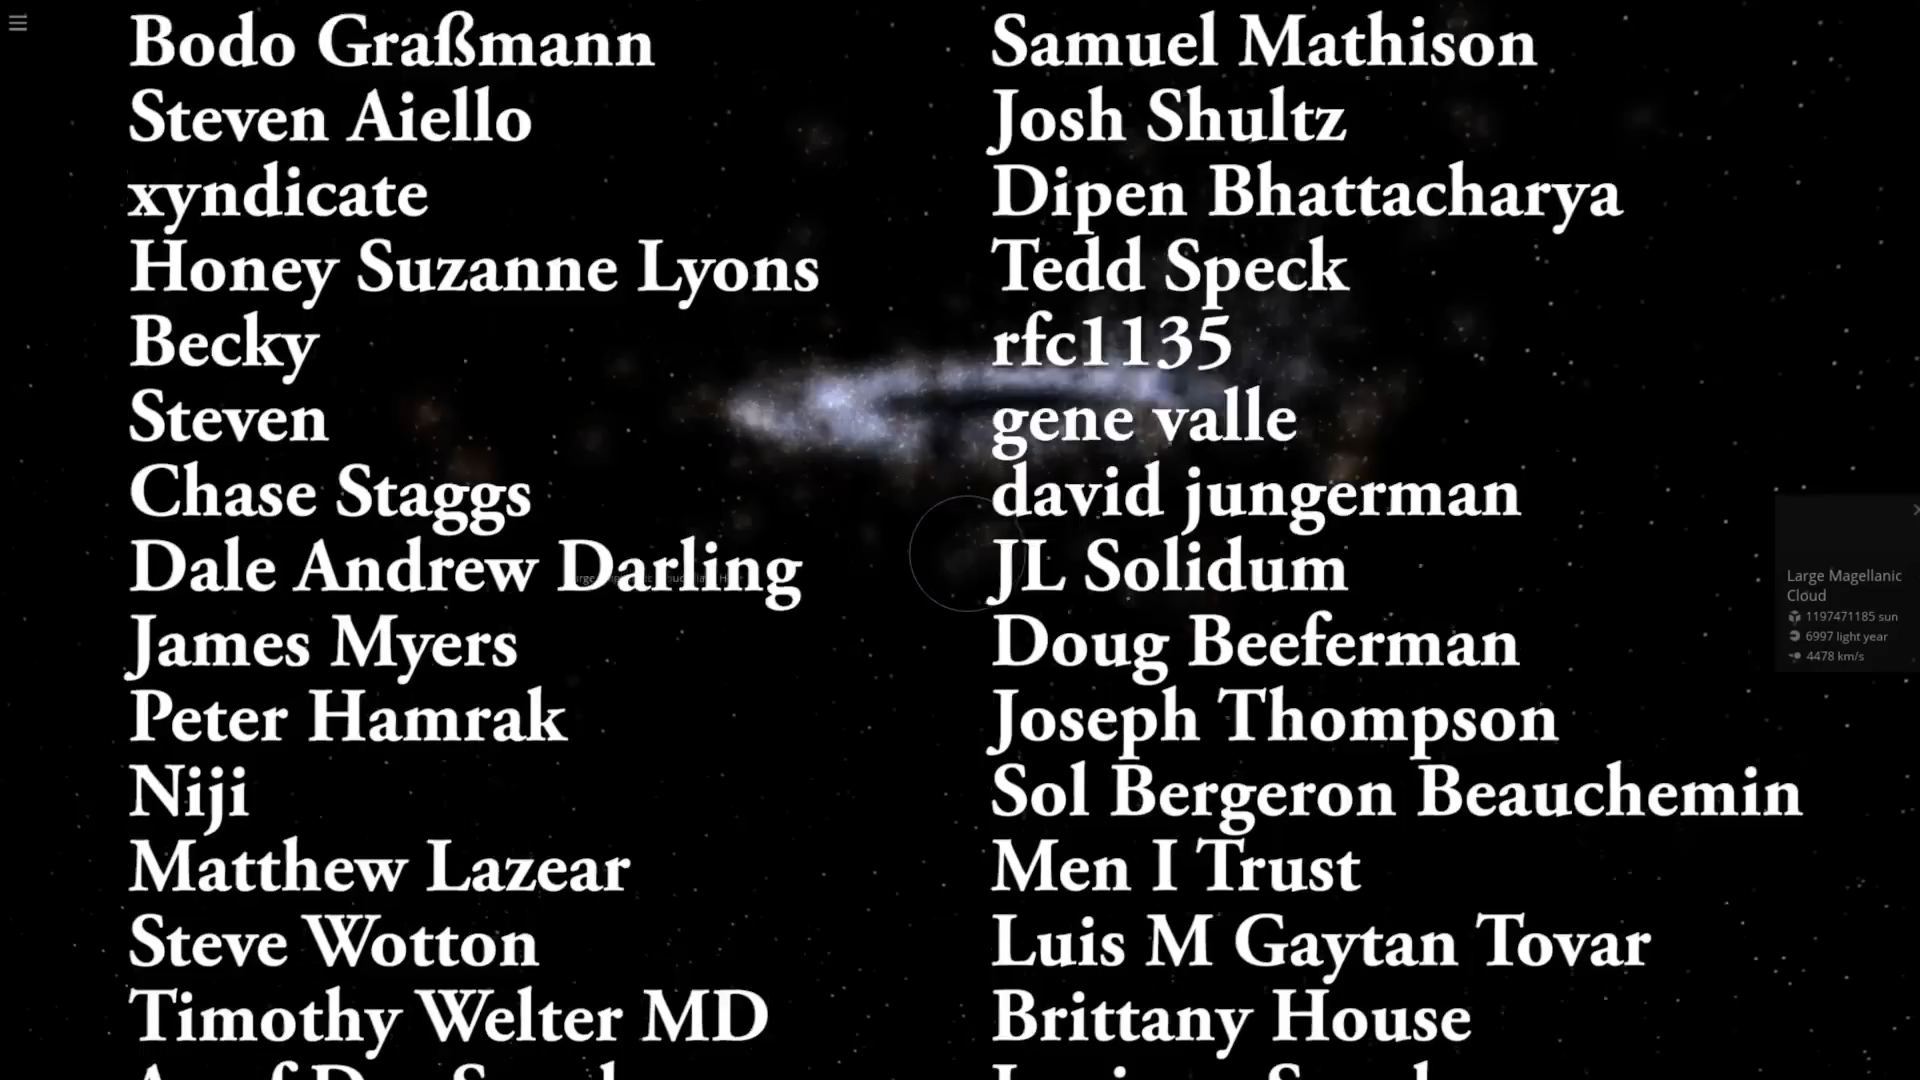 Bodo Graßmann
Steven Aiello
xyndicate
Honey Suzanne Lyons
Becky
Steven
Chase Staggs
Dale Andrew Darling
James Myers
Peter Hamrak
Niji
Matthew Lazear
Steve Wotton
Timothy Welter MD
Samuel Mathison
Josh Shultz
Dipen Bhattacharya
Tedd Speck
rfc1135
gene valle
david jungerman
JL Solidum
Doug Beeferman
Joseph Thompson
Sol Bergeron Beauchemin
Men I Trust
Luis M Gaytan Tovar
Brittany House
Large Magellanic
Cloud
1197471185 sun
6997 light year
4478 km/s